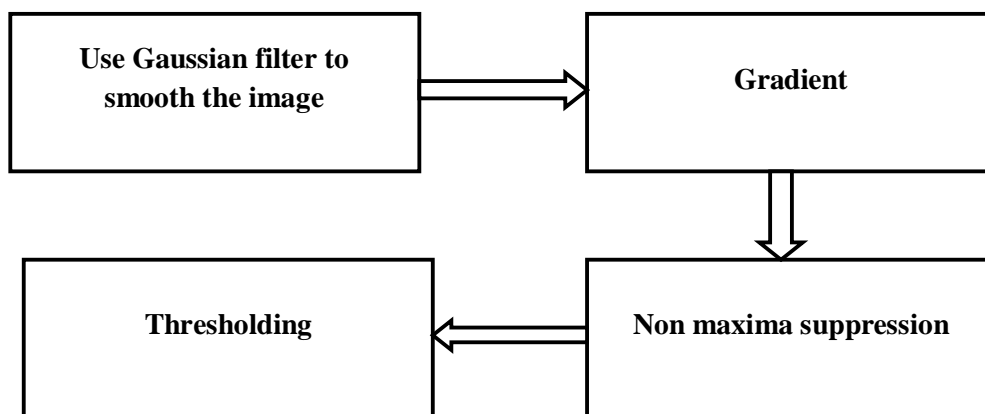 Use Gaussian filter to
smooth the image
Gradient
Non maxima suppression
Thresholding